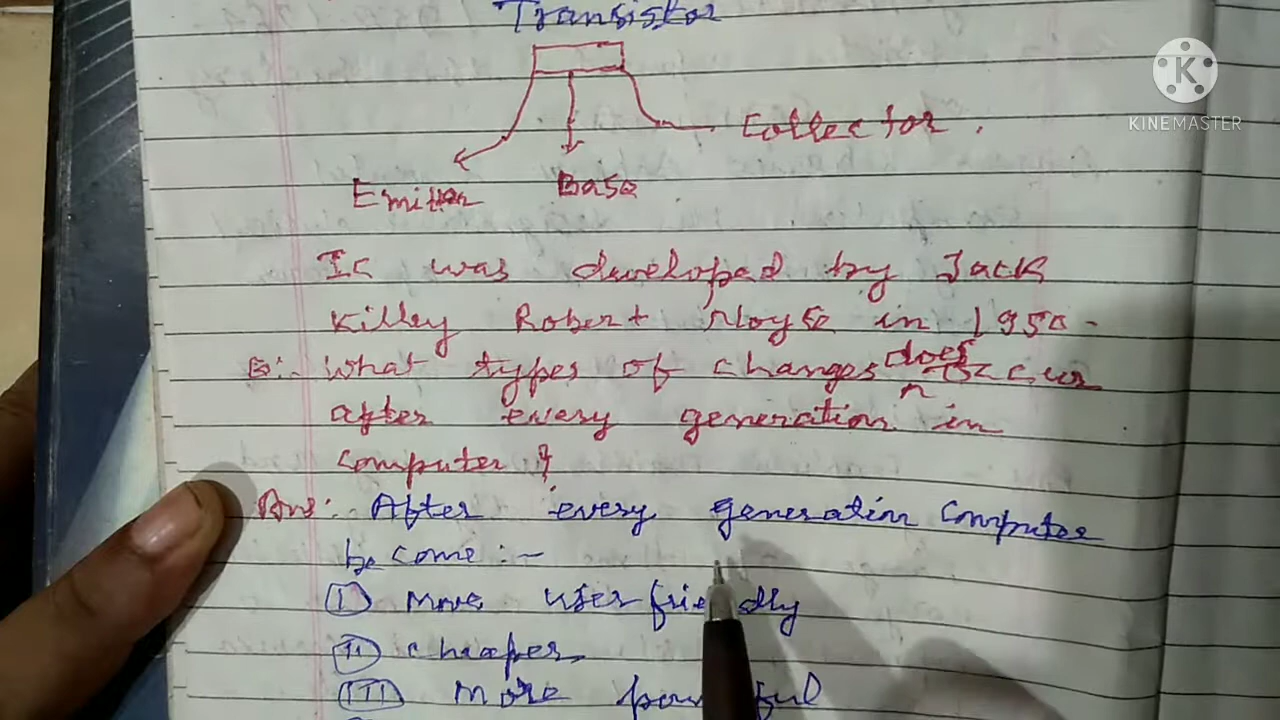 Transistor
Collector.
Emitter Base
KINEMASTER
Ic was developed by Jack
Killey Robert Noyse in 1950.
Q:- What types of changes does occur
after every generation in
computer ?
Ans:- After every generation computer
become :-
I More user friendly
II cheaper
III More powerful